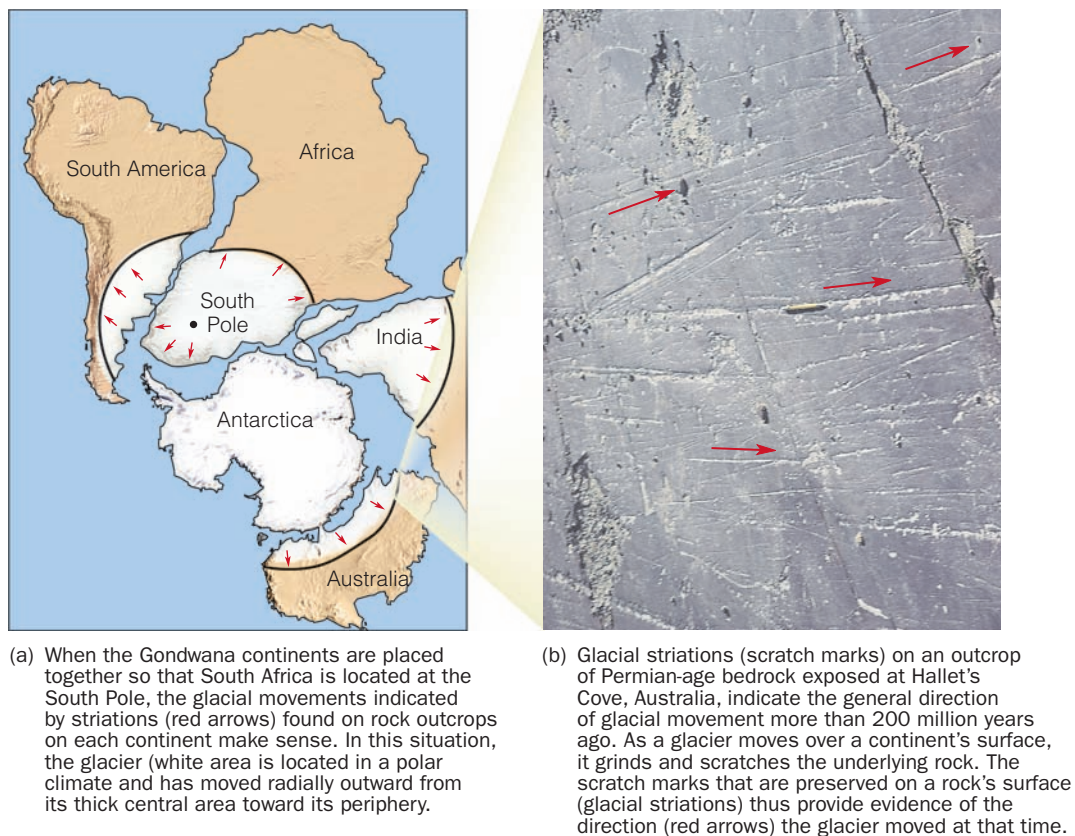 South America
Africa
South
Pole
India
Antarctica
Australia
(a) When the Gondwana continents are placed
together so that South Africa is located at the
South Pole, the glacial movements indicated
by striations (red arrows) found on rock outcrops
on each continent make sense. In this situation,
the glacier (white area is located in a polar
climate and has moved radially outward from
its thick central area toward its periphery.
(b) Glacial striations (scratch marks) on an outcrop
of Permian-age bedrock exposed at Hallet's
Cove, Australia, indicate the general direction
of glacial movement more than 200 million years
ago. As a glacier moves over a continent's surface,
it grinds and scratches the underlying rock. The
scratch marks that are preserved on a rock's surface
(glacial striations) thus provide evidence of the
direction (red arrows) the glacier moved at that time.